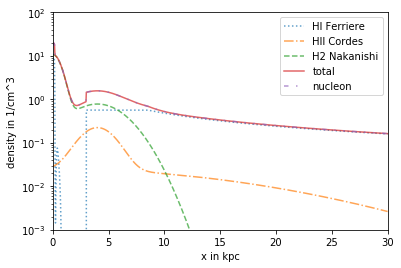 10^2
10^1
10^0
10^-1
10^-2
10^-3
density in 1/cm^3
HI Ferriere
HII Cordes
H2 Nakanishi
total
nucleon
0 5 10 15 20 25 30
x in kpc